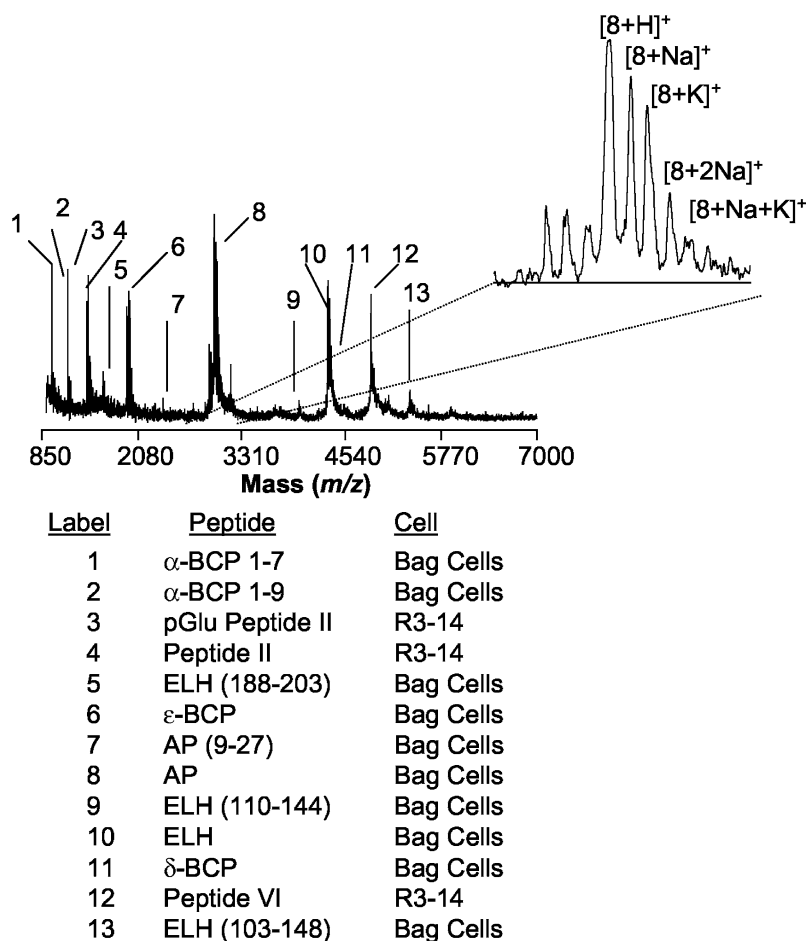 [8+H]⁺
[8+Na]⁺
[8+K]⁺
[8+2Na]⁺
[8+Na+K]⁺
1
2
3
4
5
6
7
8
9
10
11
12
13
850 2080 3310 4540 5770 7000
Mass (m/z)
Label Peptide Cell
1 α-BCP 1-7 Bag Cells
2 α-BCP 1-9 Bag Cells
3 pGlu Peptide II R3-14
4 Peptide II R3-14
5 ELH (188-203) Bag Cells
6 ε-BCP Bag Cells
7 AP (9-27) Bag Cells
8 AP Bag Cells
9 ELH (110-144) Bag Cells
10 ELH Bag Cells
11 δ-BCP Bag Cells
12 Peptide VI R3-14
13 ELH (103-148) Bag Cells